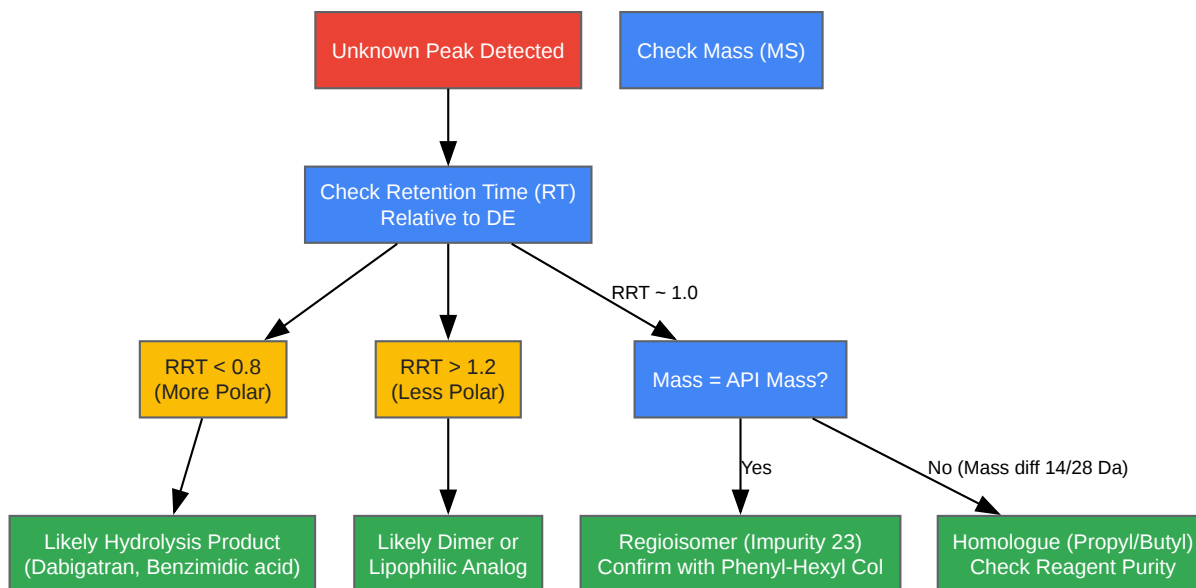 Unknown Peak Detected
Check Mass (MS)
Check Retention Time (RT)
Relative to DE
RRT ~ 1.0
RRT < 0.8
(More Polar)
RRT > 1.2
(Less Polar)
Mass = API Mass?
Yes
No (Mass diff 14/28 Da)
Likely Hydrolysis Product
(Dabigatran, Benzimidic acid)
Likely Dimer or
Lipophilic Analog
Regioisomer (Impurity 23)
Confirm with Phenyl-Hexyl Col
Homologue (Propyl/Butyl)
Check Reagent Purity